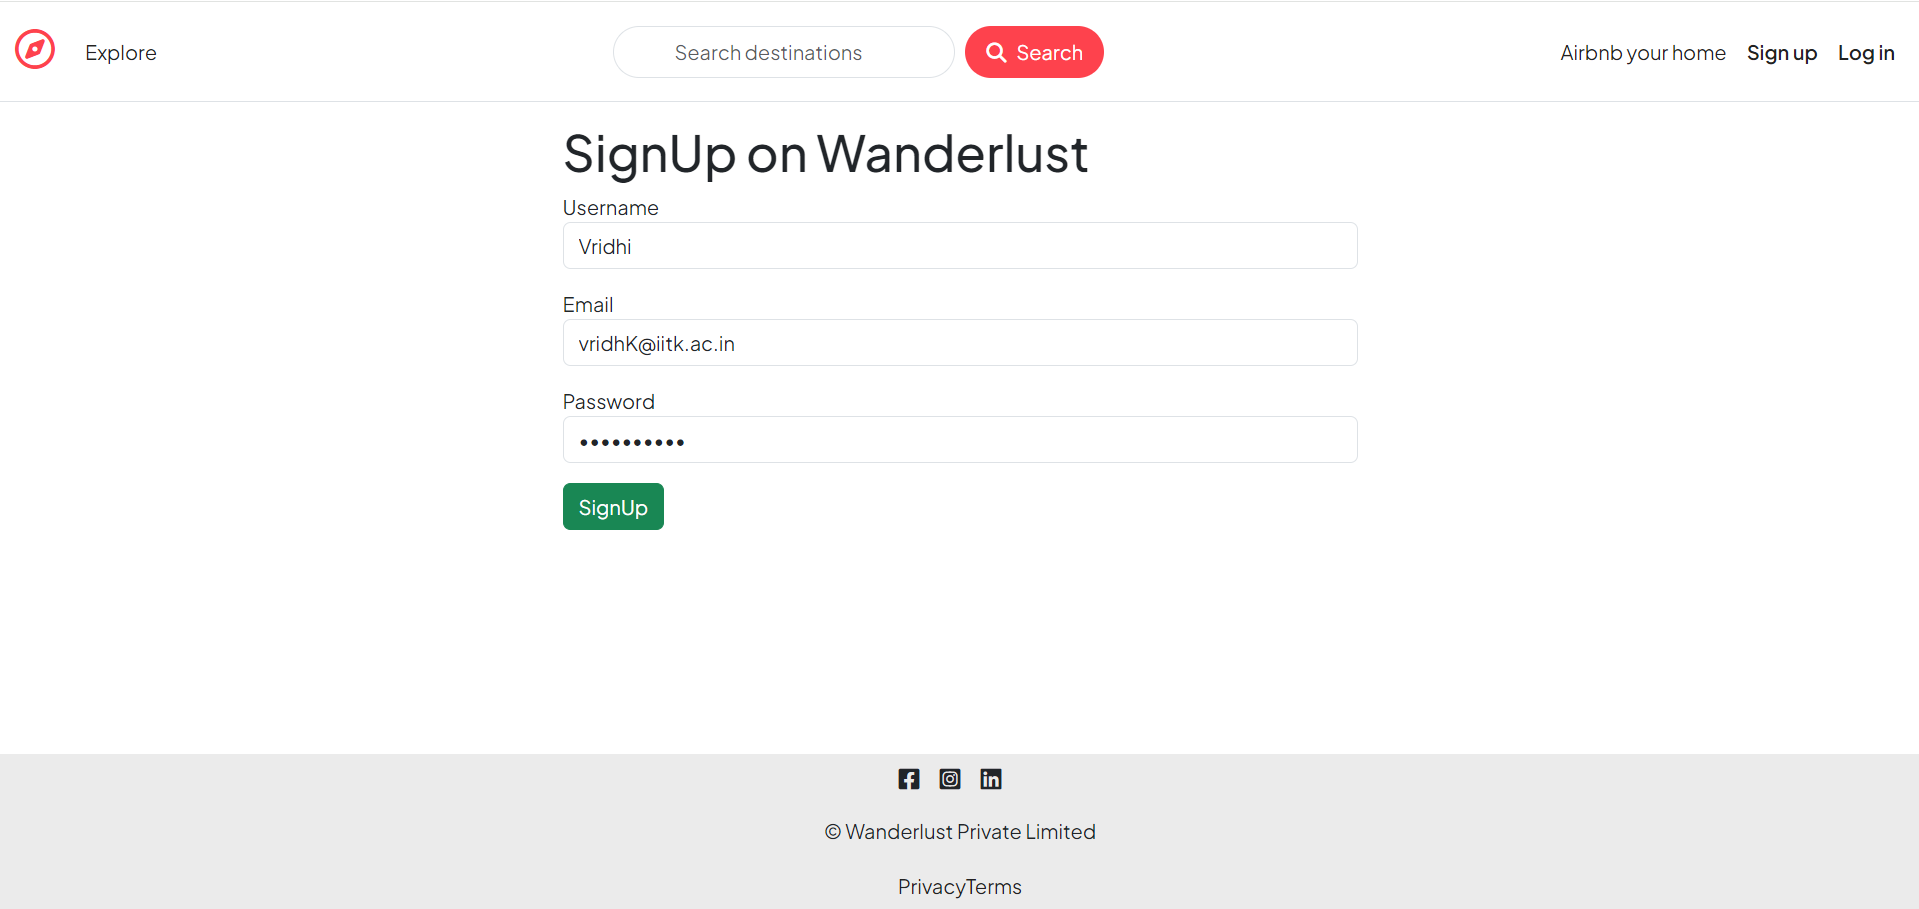 Explore
Search destinations
Search
Airbnb your home
Sign up
Log in
SignUp on Wanderlust
Username
Vridhi
Email
vridhK@iitk.ac.in
Password
••••••••••
SignUp
© Wanderlust Private Limited
PrivacyTerms